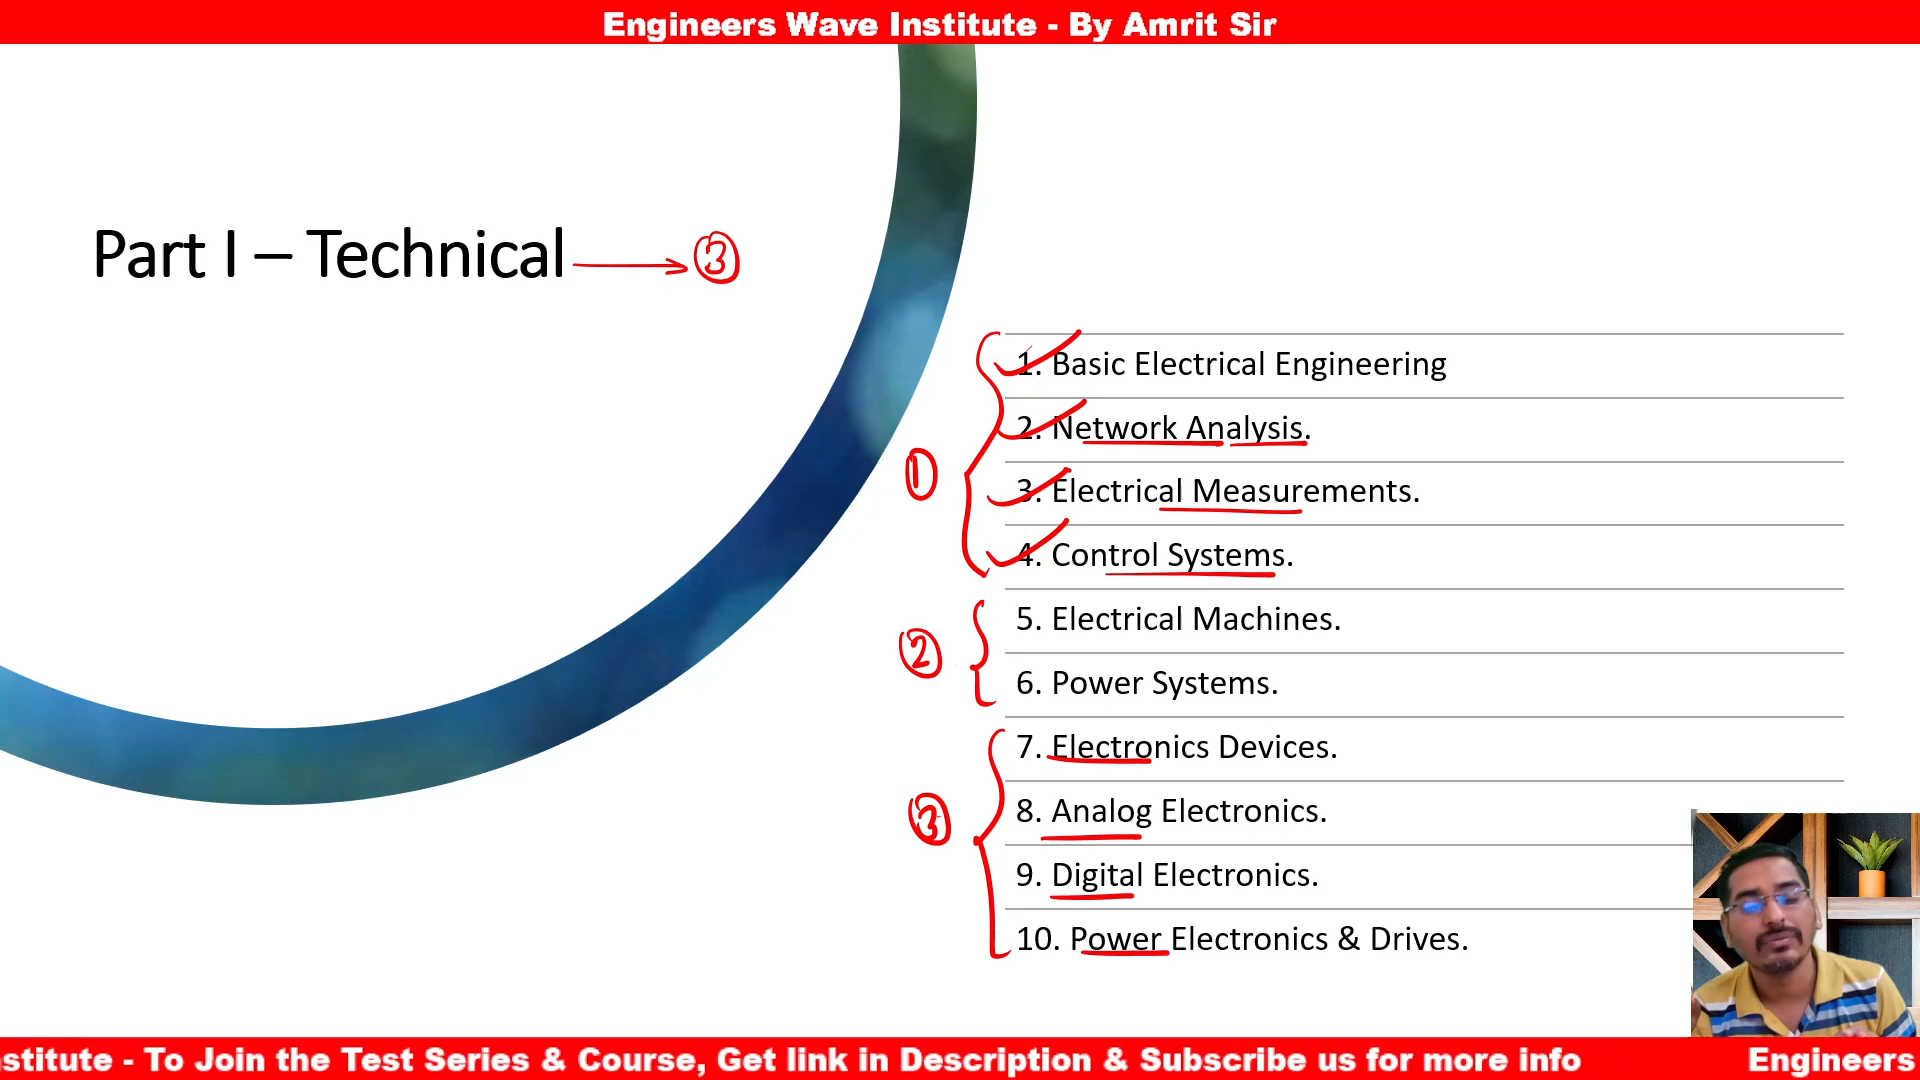 Engineers Wave Institute - By Amrit Sir
Part I – Technical
3
1. Basic Electrical Engineering
2. Network Analysis.
1
3. Electrical Measurements.
4. Control Systems.
5. Electrical Machines.
2
6. Power Systems.
7. Electronics Devices.
3
8. Analog Electronics.
9. Digital Electronics.
10. Power Electronics & Drives.
stitute - To Join the Test Series & Course, Get link in Description & Subscribe us for more info Engineers